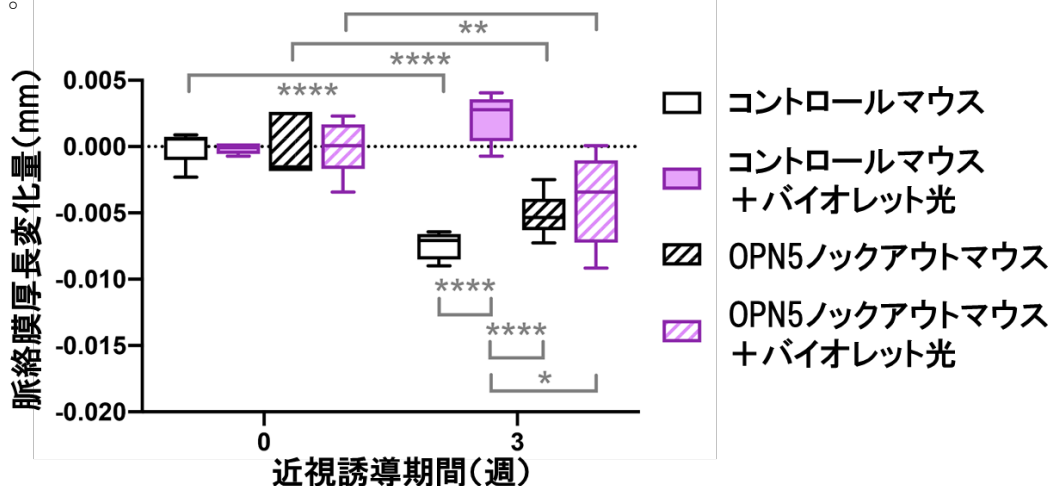 。
**
****
****
0.005
0.000
-0.005
-0.010
-0.015
-0.020
脈絡膜厚長変化量(mm)
****
****
*
0
3
近視誘導期間(週)
コントロールマウス
コントロールマウス
＋バイオレット光
OPN5ノックアウトマウス
OPN5ノックアウトマウス
＋バイオレット光